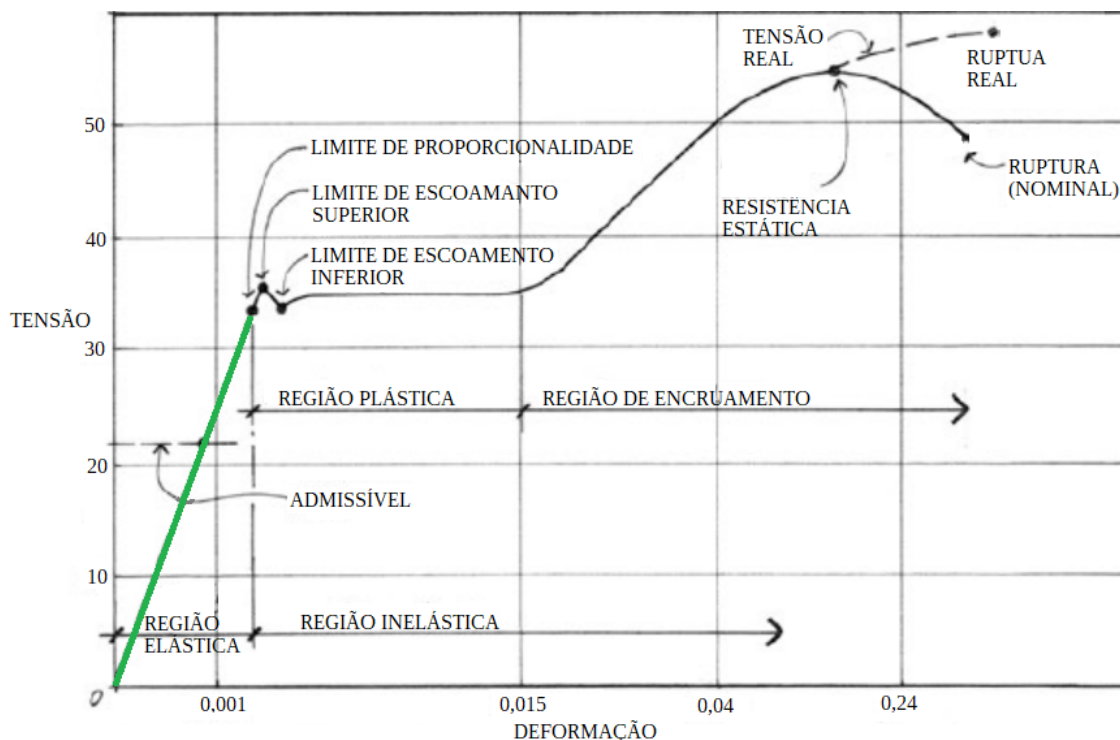 TENSÃO
REAL
RUPTUA
REAL
50
LIMITE DE PROPORCIONALIDADE
LIMITE DE ESCOAMANTO
SUPERIOR
RUPTURA
(NOMINAL)
RESISTÊNCIA
ESTÁTICA
40
LIMITE DE ESCOAMENTO
INFERIOR
TENSÃO
30
REGIÃO PLÁSTICA
REGIÃO DE ENCRUAMENTO
20
ADMISSÍVEL
10
REGIÃO
ELÁSTICA
REGIÃO INELÁSTICA
0
0,001
0,015
0,04
0,24
DEFORMAÇÃO